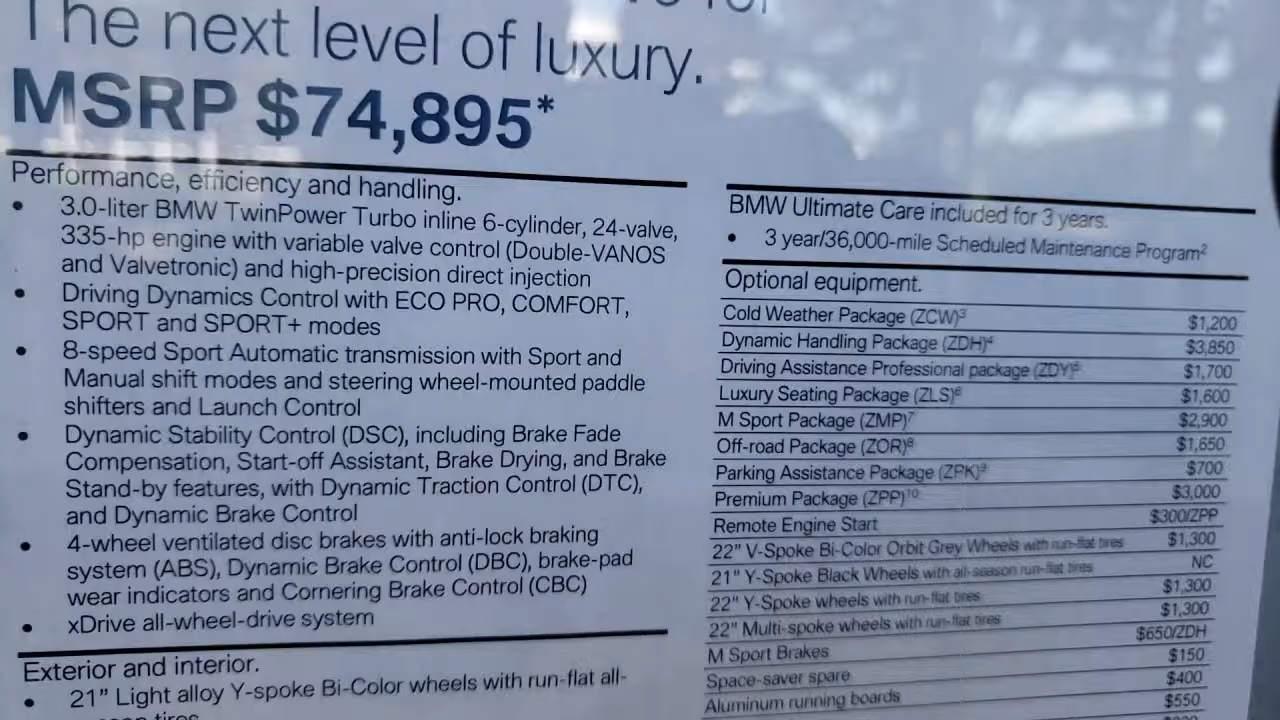 The next level of luxury.
MSRP $74,895*
Performance, efficiency and handling.
• 3.0-liter BMW TwinPower Turbo inline 6-cylinder, 24-valve,
335-hp engine with variable valve control (Double-VANOS
and Valvetronic) and high-precision direct injection
• Driving Dynamics Control with ECO PRO, COMFORT,
SPORT and SPORT+ modes
• 8-speed Sport Automatic transmission with Sport and
Manual shift modes and steering wheel-mounted paddle
shifters and Launch Control
• Dynamic Stability Control (DSC), including Brake Fade
Compensation, Start-off Assistant, Brake Drying, and Brake
Stand-by features, with Dynamic Traction Control (DTC),
and Dynamic Brake Control
• 4-wheel ventilated disc brakes with anti-lock braking
system (ABS), Dynamic Brake Control (DBC), brake-pad
wear indicators and Cornering Brake Control (CBC)
• xDrive all-wheel-drive system
Exterior and interior.
• 21" Light alloy Y-spoke Bi-Color wheels with run-flat all-
tires
BMW Ultimate Care included for 3 years.
• 3 year/36,000-mile Scheduled Maintenance Program²
Optional equipment.
Cold Weather Package (ZCW)³ $1,200
Dynamic Handling Package (ZDH)⁴ $3,850
Driving Assistance Professional package (ZDY)⁵ $1,700
Luxury Seating Package (ZLS)⁶ $1,600
M Sport Package (ZMP)⁷ $2,900
Off-road Package (ZOR)⁸ $1,650
Parking Assistance Package (ZPK)⁹ $700
Premium Package (ZPP)¹⁰ $3,000
Remote Engine Start $300/ZPP
22" V-Spoke Bi-Color Orbit Grey Wheels with run-flat tires $1,300
21" Y-Spoke Black Wheels with all-season run-flat tires NC
22" Y-Spoke wheels with run-flat tires $1,300
22" Multi-spoke wheels with run-flat tires $1,300
M Sport Brakes $650/ZDH
Space-saver spare $150
Aluminum running boards $400
$550